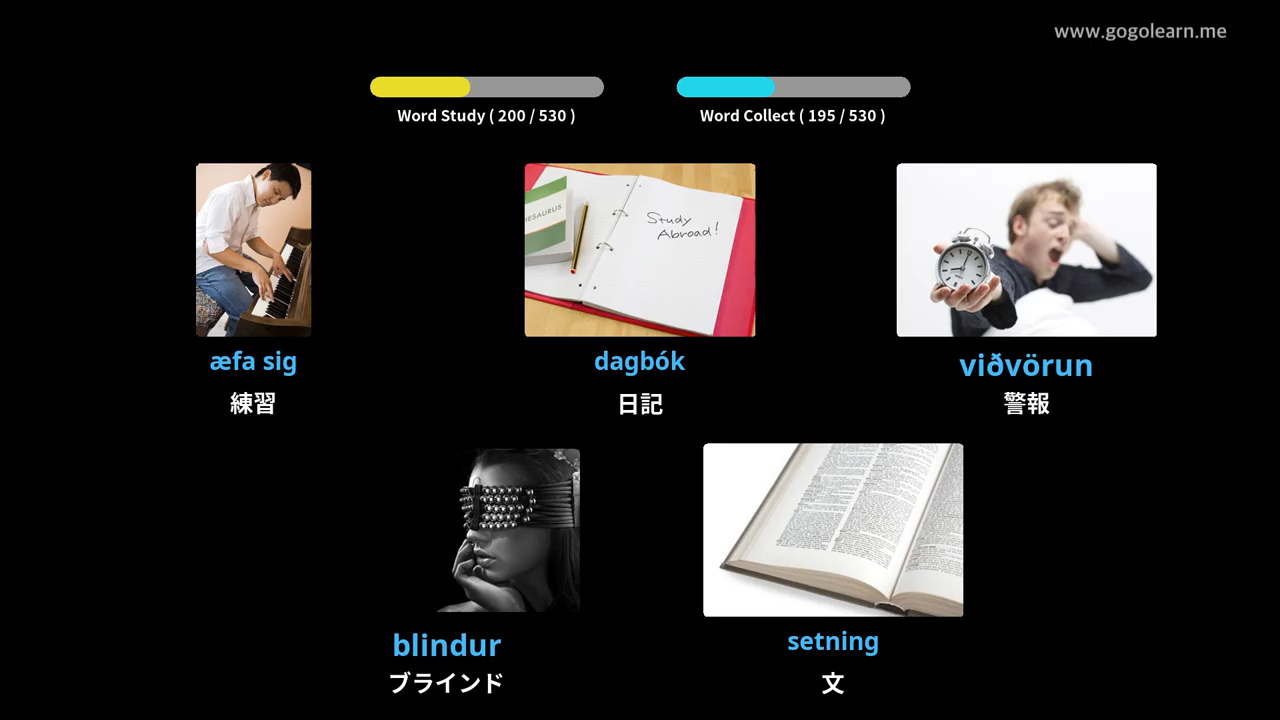 www.gogolearn.me
Word Study ( 200 / 530 )
Word Collect ( 195 / 530 )
THESAURUS
Study
Abroad!
æfa sig
練習
dagbók
日記
viðvörun
警報
blindur
ブラインド
setning
文